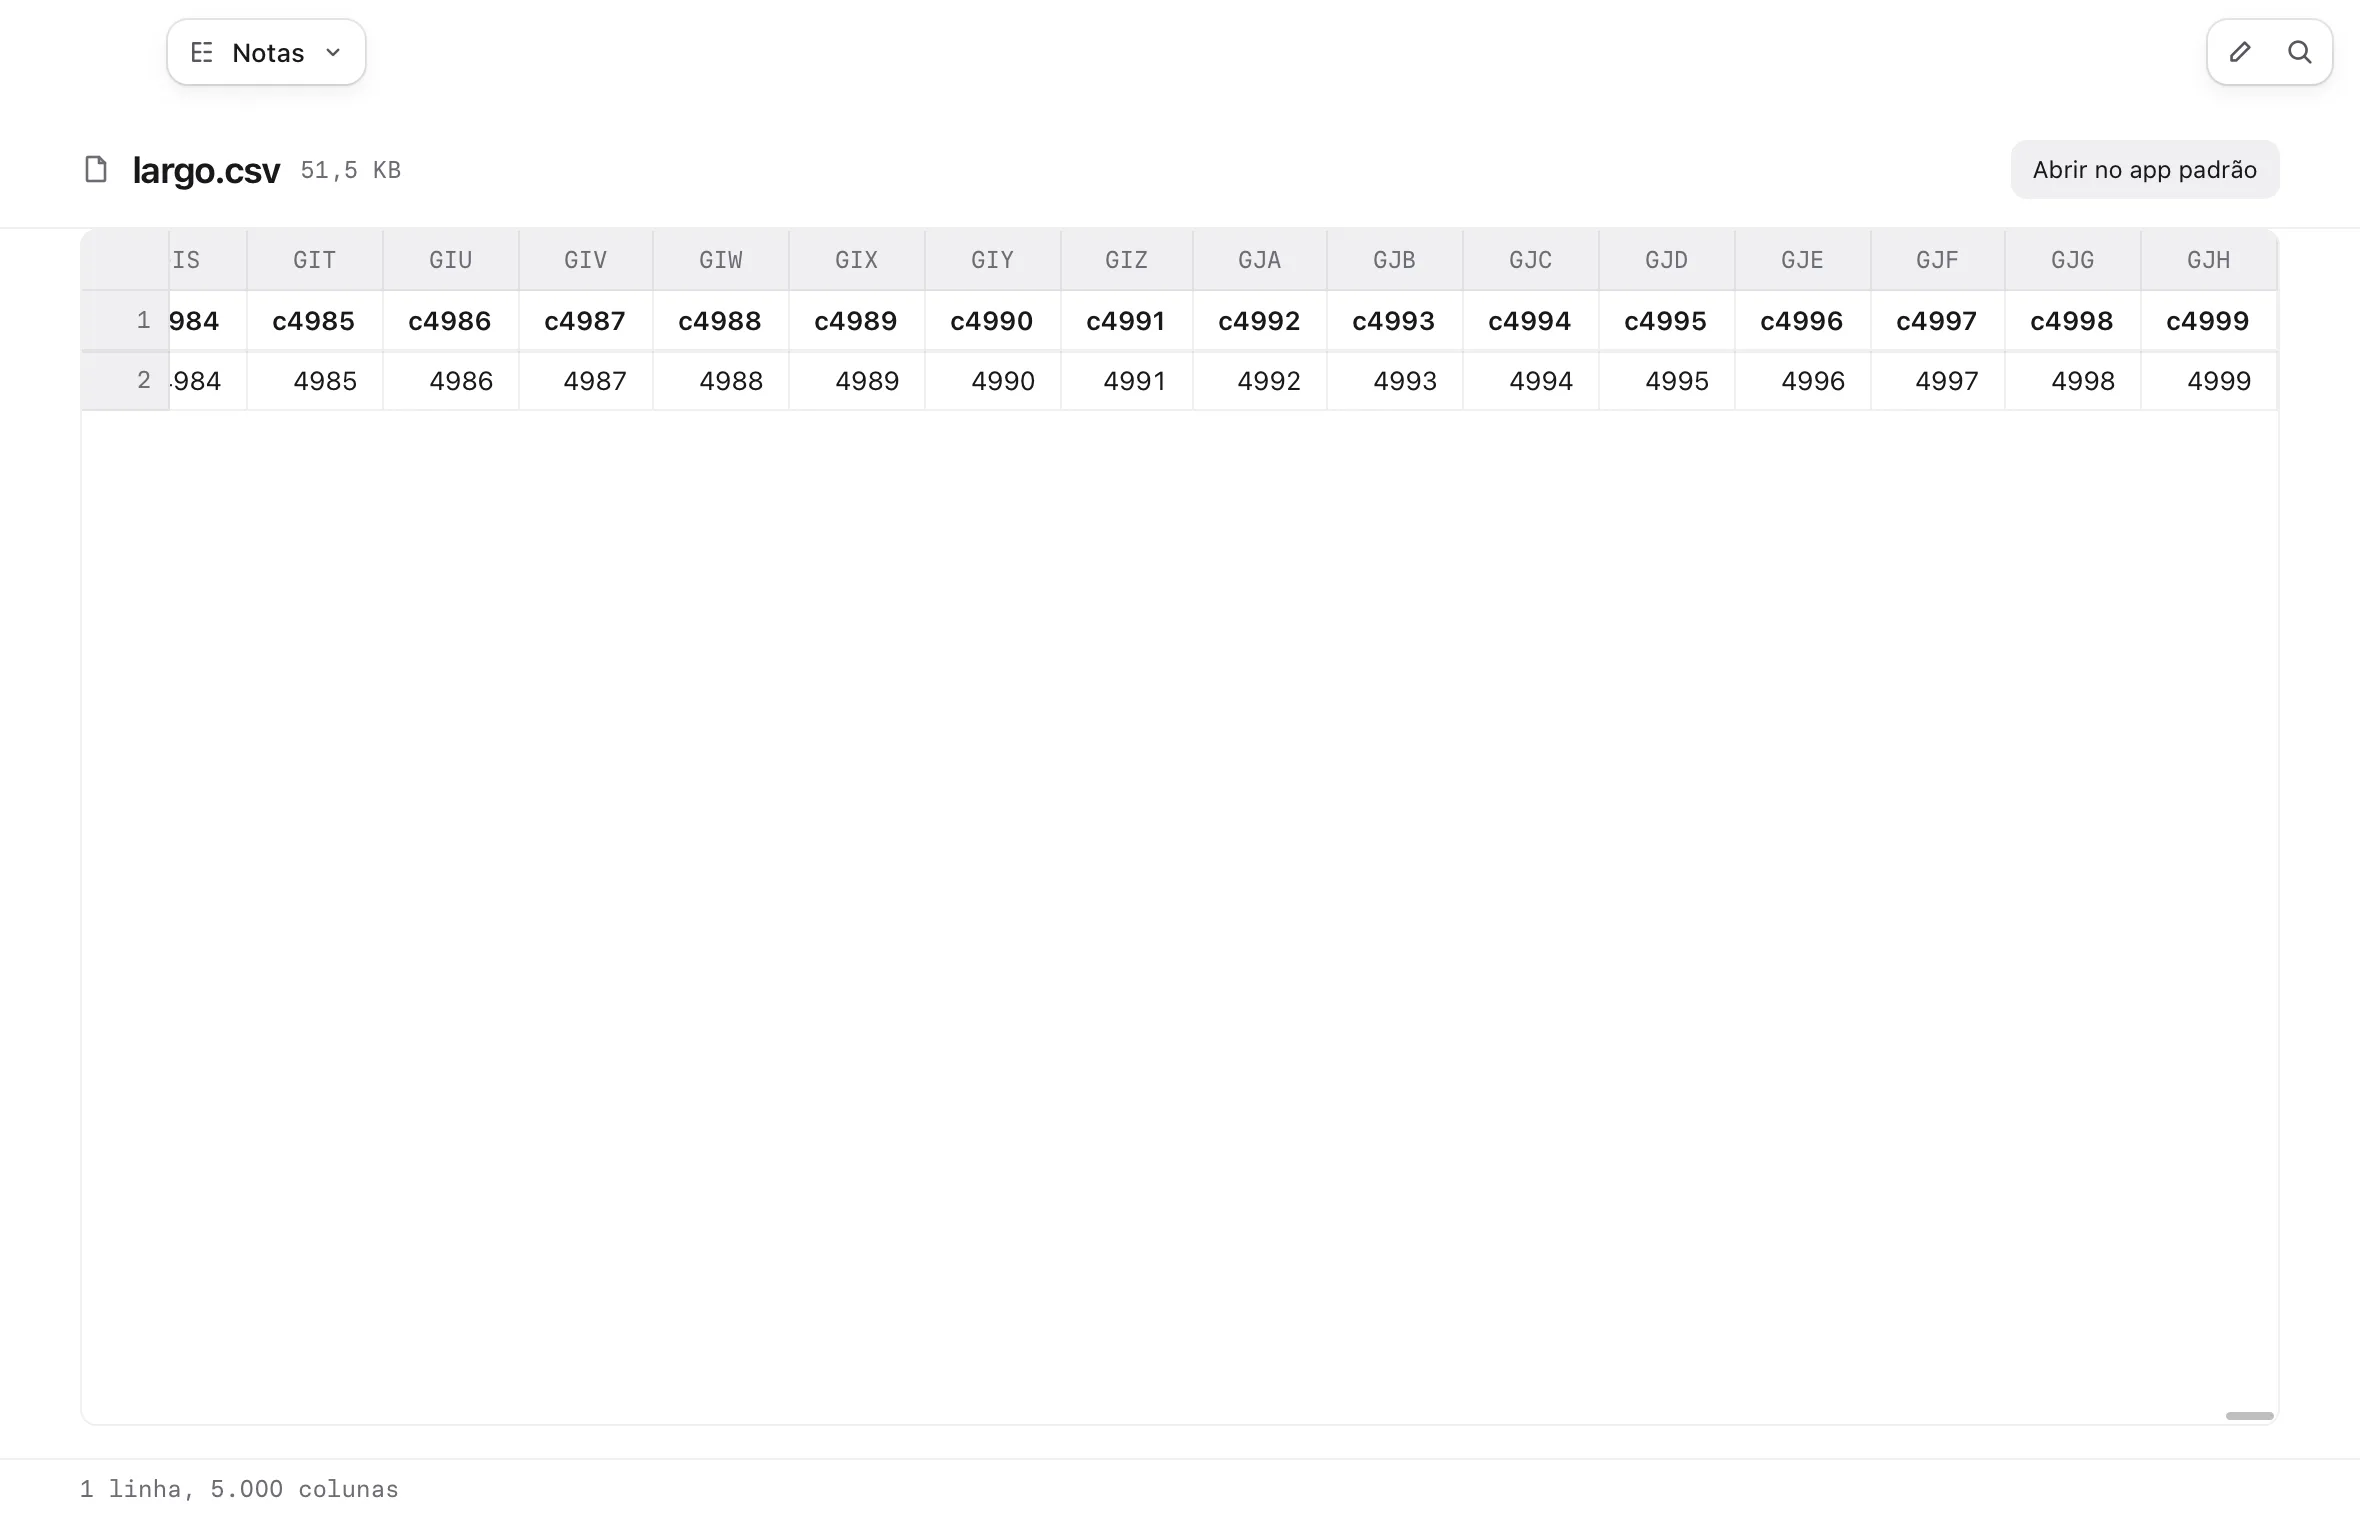 Notas
largo.csv 51,5 KB
Abrir no app padrão
IS GIT GIU GIV GIW GIX GIY GIZ GJA GJB GJC GJD GJE GJF GJG GJH
1 984 c4985 c4986 c4987 c4988 c4989 c4990 c4991 c4992 c4993 c4994 c4995 c4996 c4997 c4998 c4999
2 984 4985 4986 4987 4988 4989 4990 4991 4992 4993 4994 4995 4996 4997 4998 4999
1 linha, 5.000 colunas